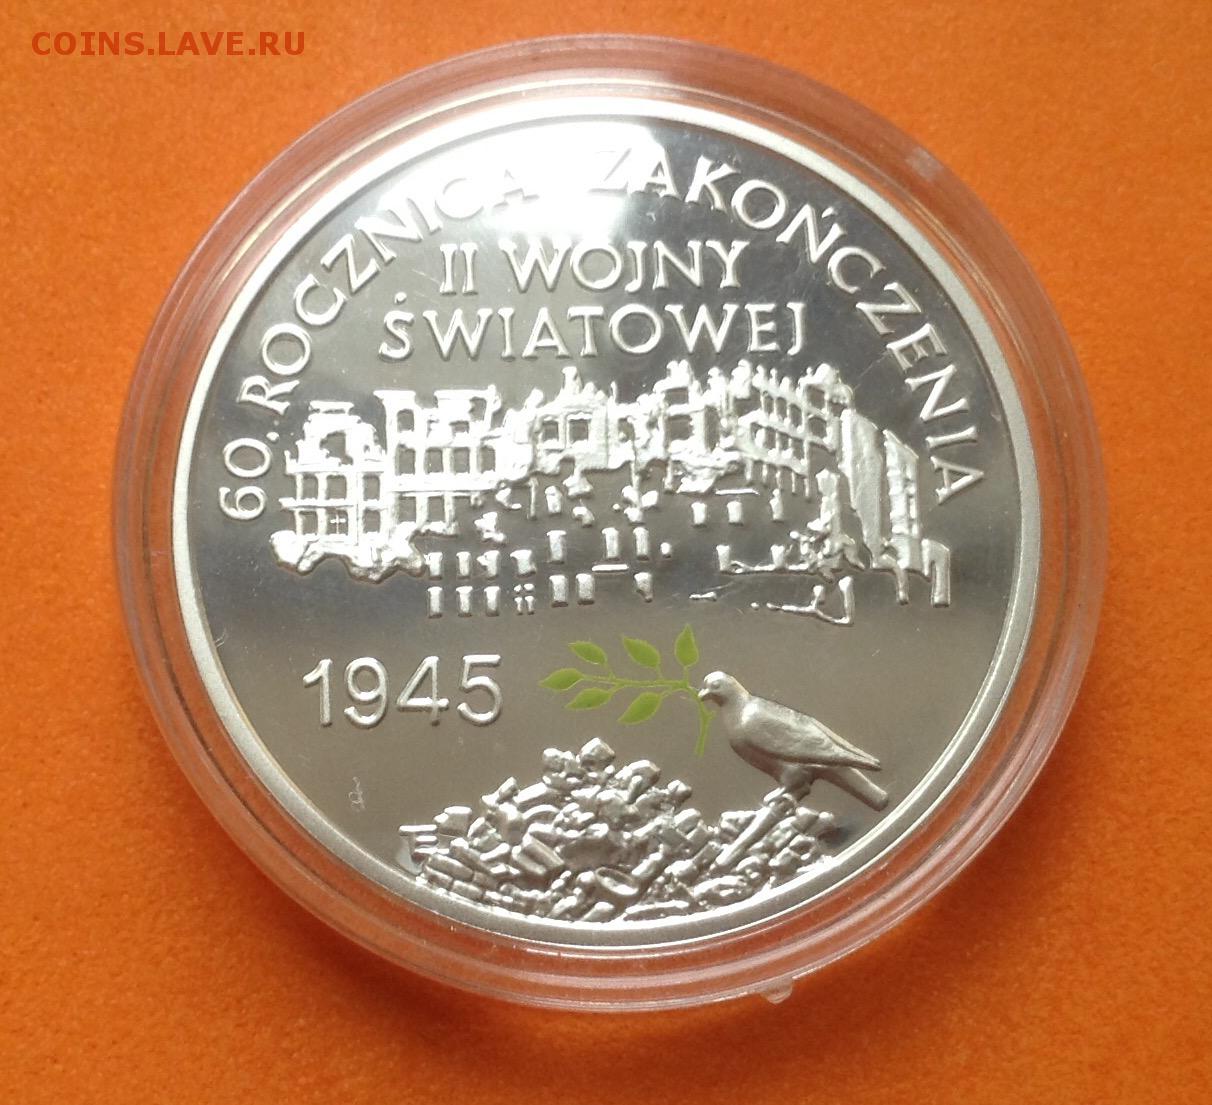 COINS.LAVE.RU
60. ROCZNICA ZAKOŃCZENIA
II WOJNY
ŚWIATOWEJ
1945